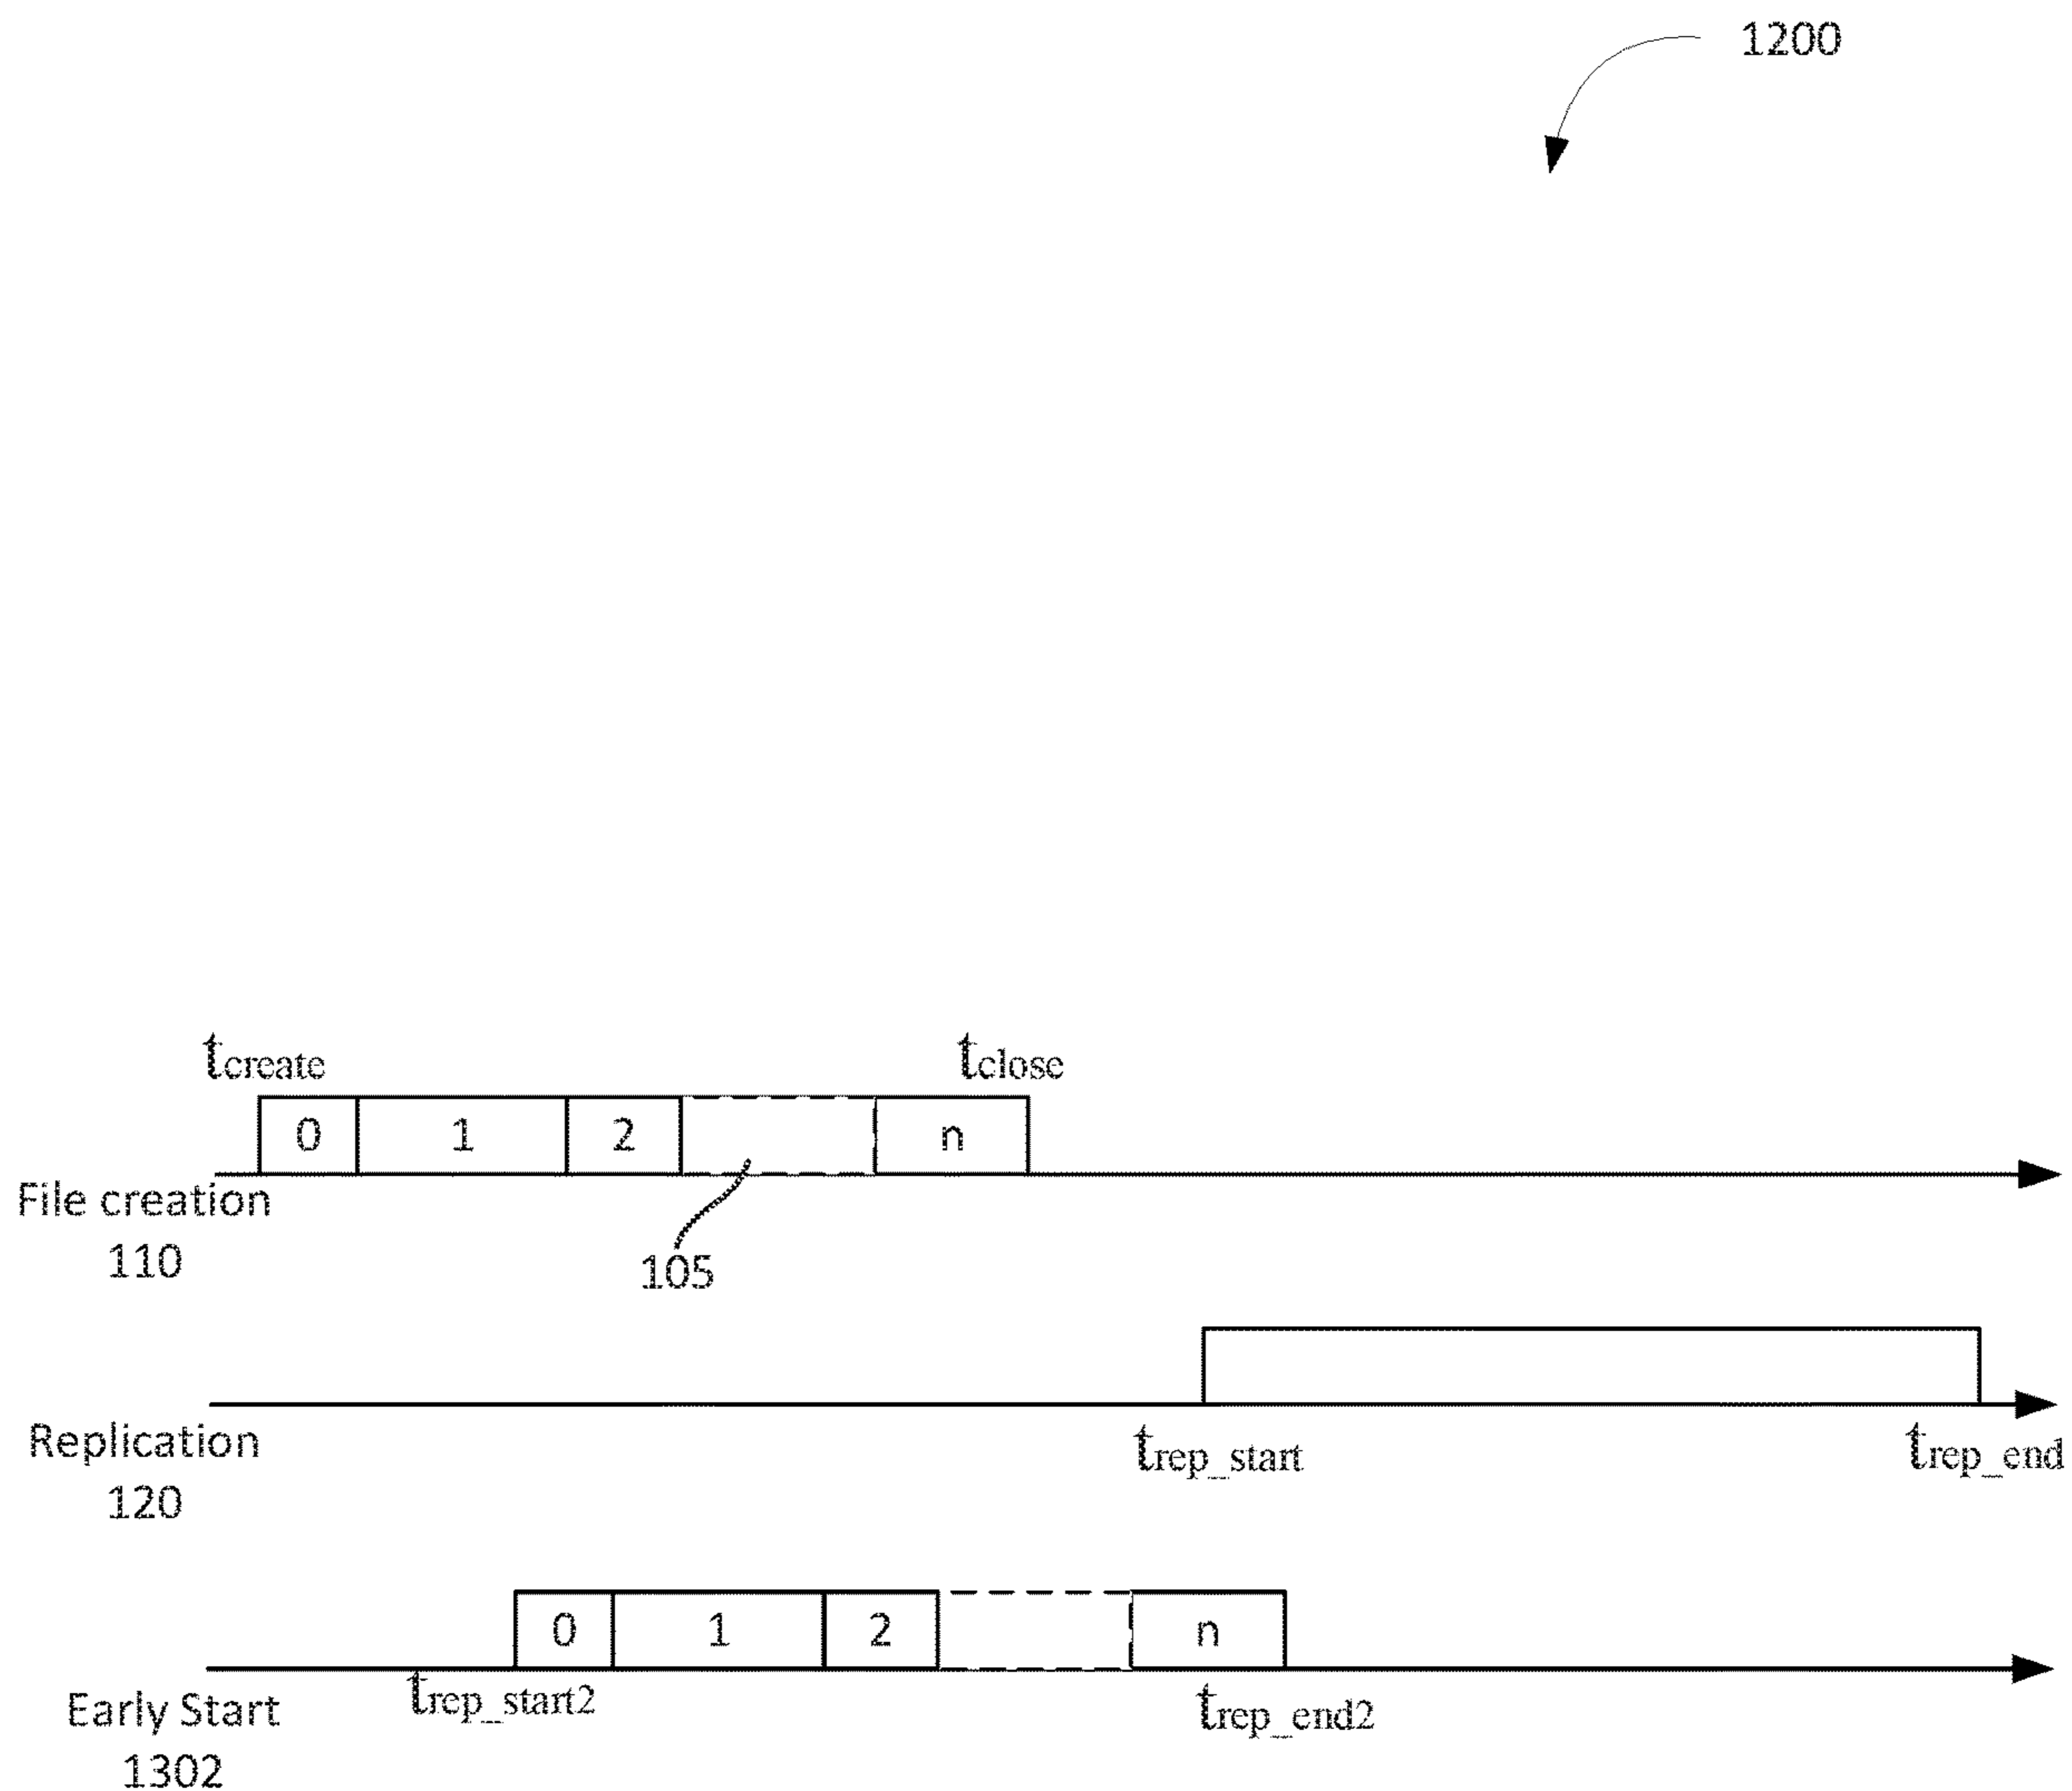 1200
tcreate tclose
0 1 2 n
File creation
110
105
Replication
120
trep_start trep_end
0 1 2 n
Early Start
1302
trep_start2 trep_end2